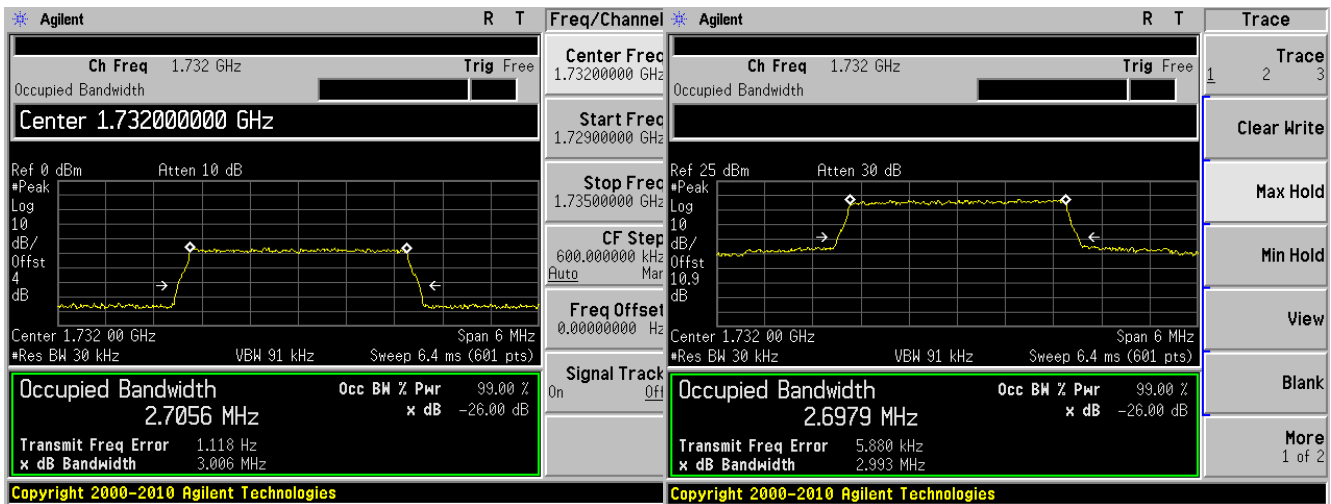 Agilent R T
Freq/Channel
Ch Freq 1.732 GHz Trig Free
Occupied Bandwidth
Center 1.732000000 GHz
Ref 0 dBm Atten 10 dB
#Peak
Log
10
dB/
Offst
4
dB
Center 1.732 00 GHz Span 6 MHz
#Res BW 30 kHz VBW 91 kHz Sweep 6.4 ms (601 pts)
Occupied Bandwidth Occ BW % Pwr 99.00 %
2.7056 MHz x dB -26.00 dB
Transmit Freq Error 1.118 Hz
x dB Bandwidth 3.006 MHz
Copyright 2000-2010 Agilent Technologies
Center Freq
1.73200000 GHz
Start Freq
1.72900000 GHz
Stop Freq
1.73500000 GHz
CF Step
600.000000 kHz
Auto Man
Freq Offset
0.00000000 Hz
Signal Track
On Off
Agilent R T
Trace
Ch Freq 1.732 GHz Trig Free
Occupied Bandwidth
Ref 25 dBm Atten 30 dB
#Peak
Log
10
dB/
Offst
10.9
dB
Center 1.732 00 GHz Span 6 MHz
#Res BW 30 kHz VBW 91 kHz Sweep 6.4 ms (601 pts)
Occupied Bandwidth Occ BW % Pwr 99.00 %
2.6979 MHz x dB -26.00 dB
Transmit Freq Error 5.880 kHz
x dB Bandwidth 2.993 MHz
Copyright 2000-2010 Agilent Technologies
Trace
1 2 3
Clear Write
Max Hold
Min Hold
View
Blank
More
1 of 2